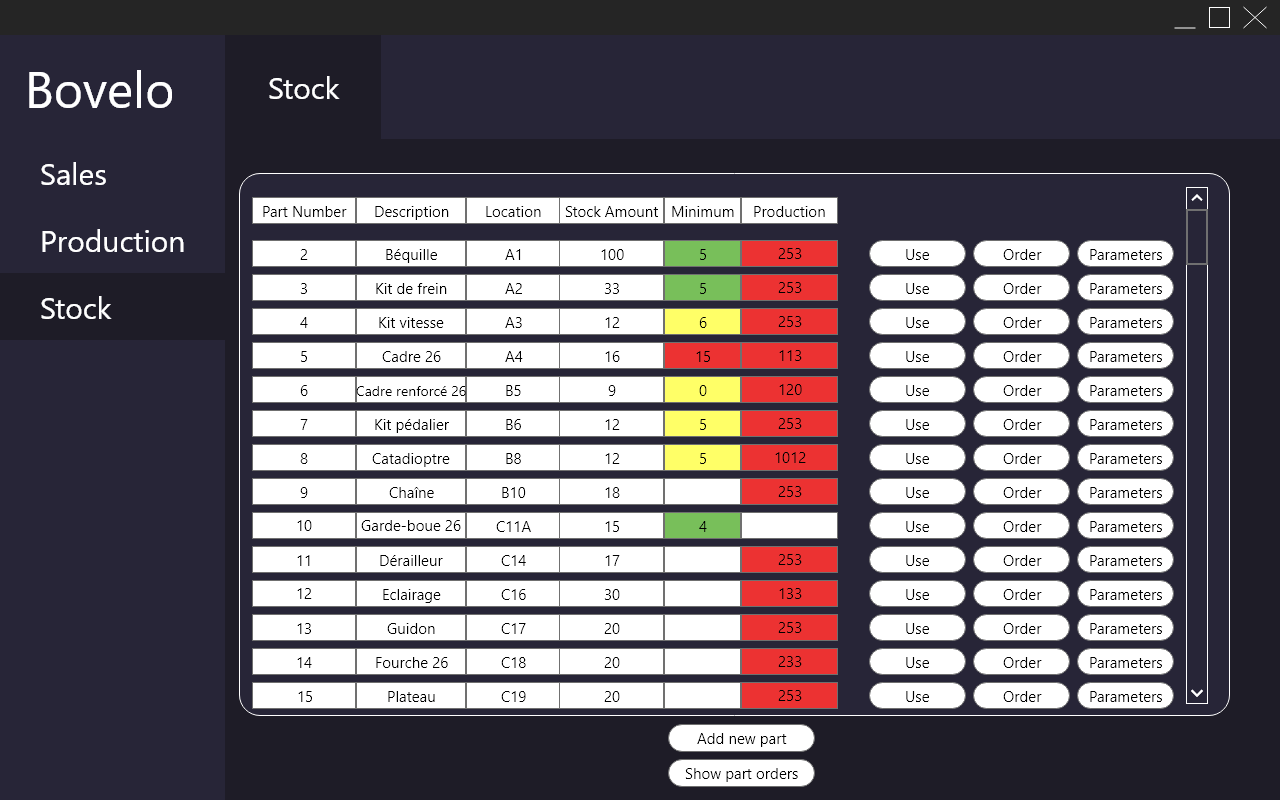 Bovelo
Sales
Production
Stock
Stock
Part Number Description Location Stock Amount Minimum Production
2 Béquille A1 100 5 253 Use Order Parameters
3 Kit de frein A2 33 5 253 Use Order Parameters
4 Kit vitesse A3 12 6 253 Use Order Parameters
5 Cadre 26 A4 16 15 113 Use Order Parameters
6 Cadre renforcé 26 B5 9 0 120 Use Order Parameters
7 Kit pédalier B6 12 5 253 Use Order Parameters
8 Catadioptre B8 12 5 1012 Use Order Parameters
9 Chaîne B10 18 253 Use Order Parameters
10 Garde-boue 26 C11A 15 4 Use Order Parameters
11 Dérailleur C14 17 253 Use Order Parameters
12 Eclairage C16 30 133 Use Order Parameters
13 Guidon C17 20 253 Use Order Parameters
14 Fourche 26 C18 20 233 Use Order Parameters
15 Plateau C19 20 253 Use Order Parameters
Add new part
Show part orders